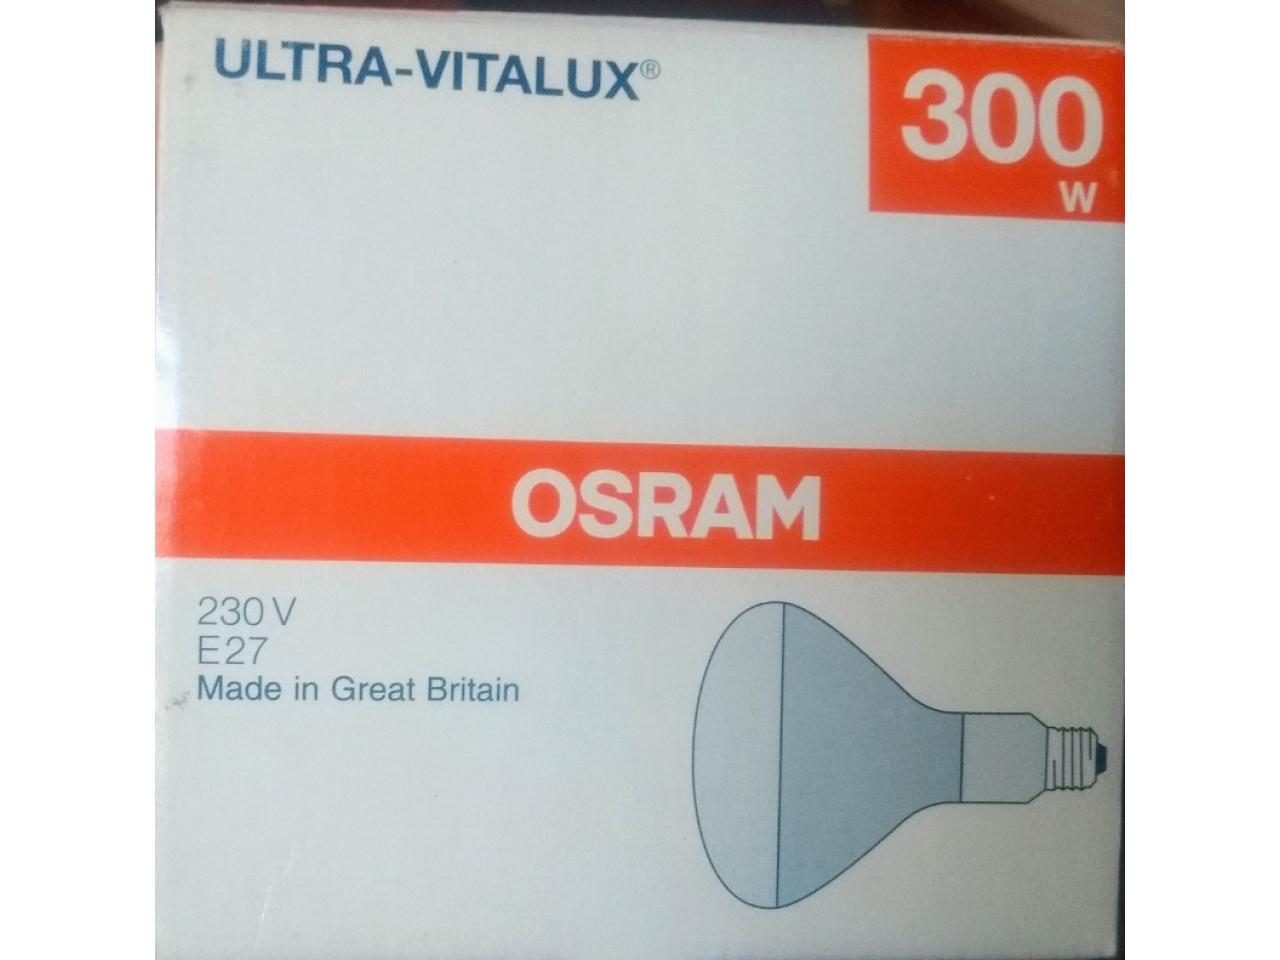 ULTRA-VITALUX®
300
W
OSRAM
230 V
E27
Made in Great Britain